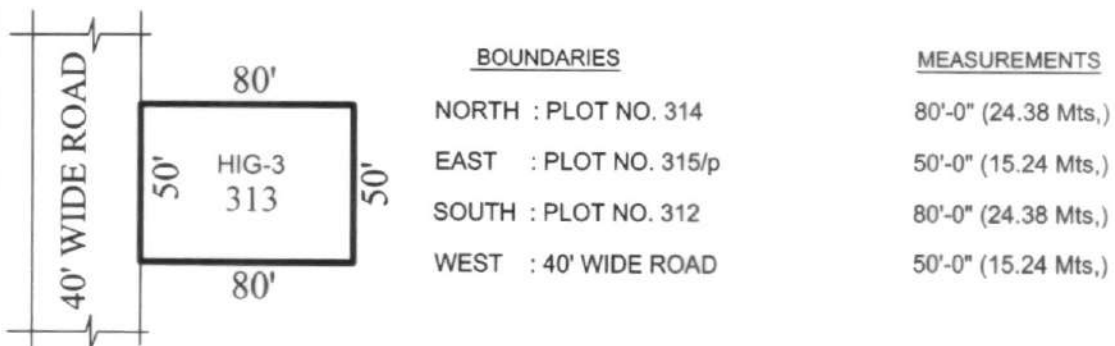 40' WIDE ROAD
80'
50'
HIG-3
313
50'
80'
BOUNDARIES MEASUREMENTS
NORTH : PLOT NO. 314 80'-0" (24.38 Mts,)
EAST : PLOT NO. 315/p 50'-0" (15.24 Mts,)
SOUTH : PLOT NO. 312 80'-0" (24.38 Mts,)
WEST : 40' WIDE ROAD 50'-0" (15.24 Mts,)